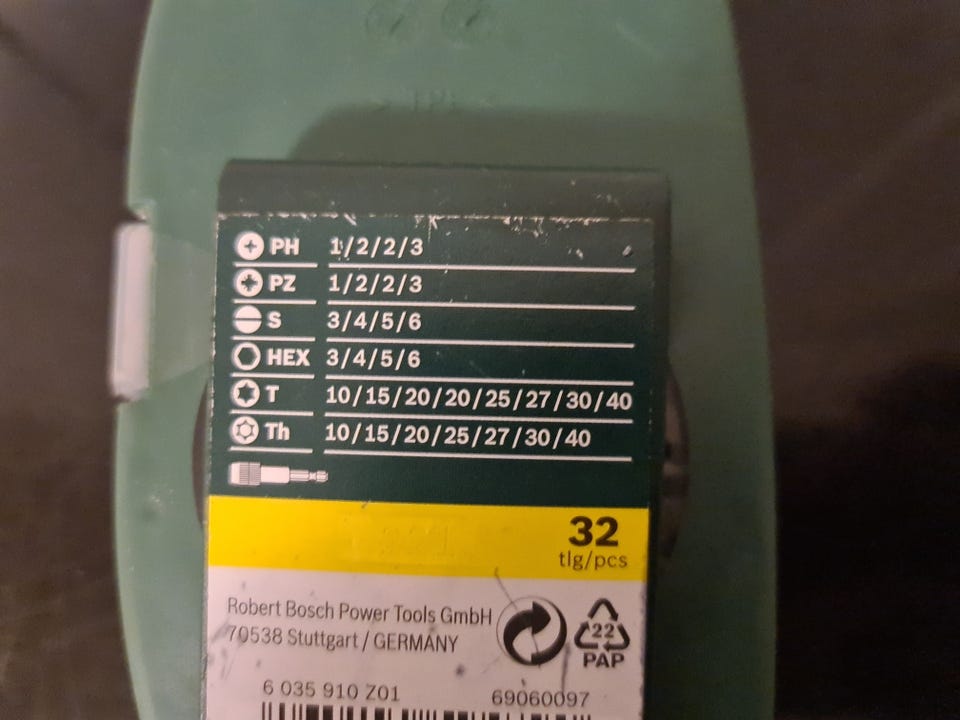 PH 1/2/2/3
PZ 1/2/2/3
S 3/4/5/6
HEX 3/4/5/6
T 10/15/20/20/25/27/30/40
Th 10/15/20/25/27/30/40
32
tlg/pcs
Robert Bosch Power Tools GmbH
70538 Stuttgart / GERMANY
22
PAP
6 035 910 Z01 69060097